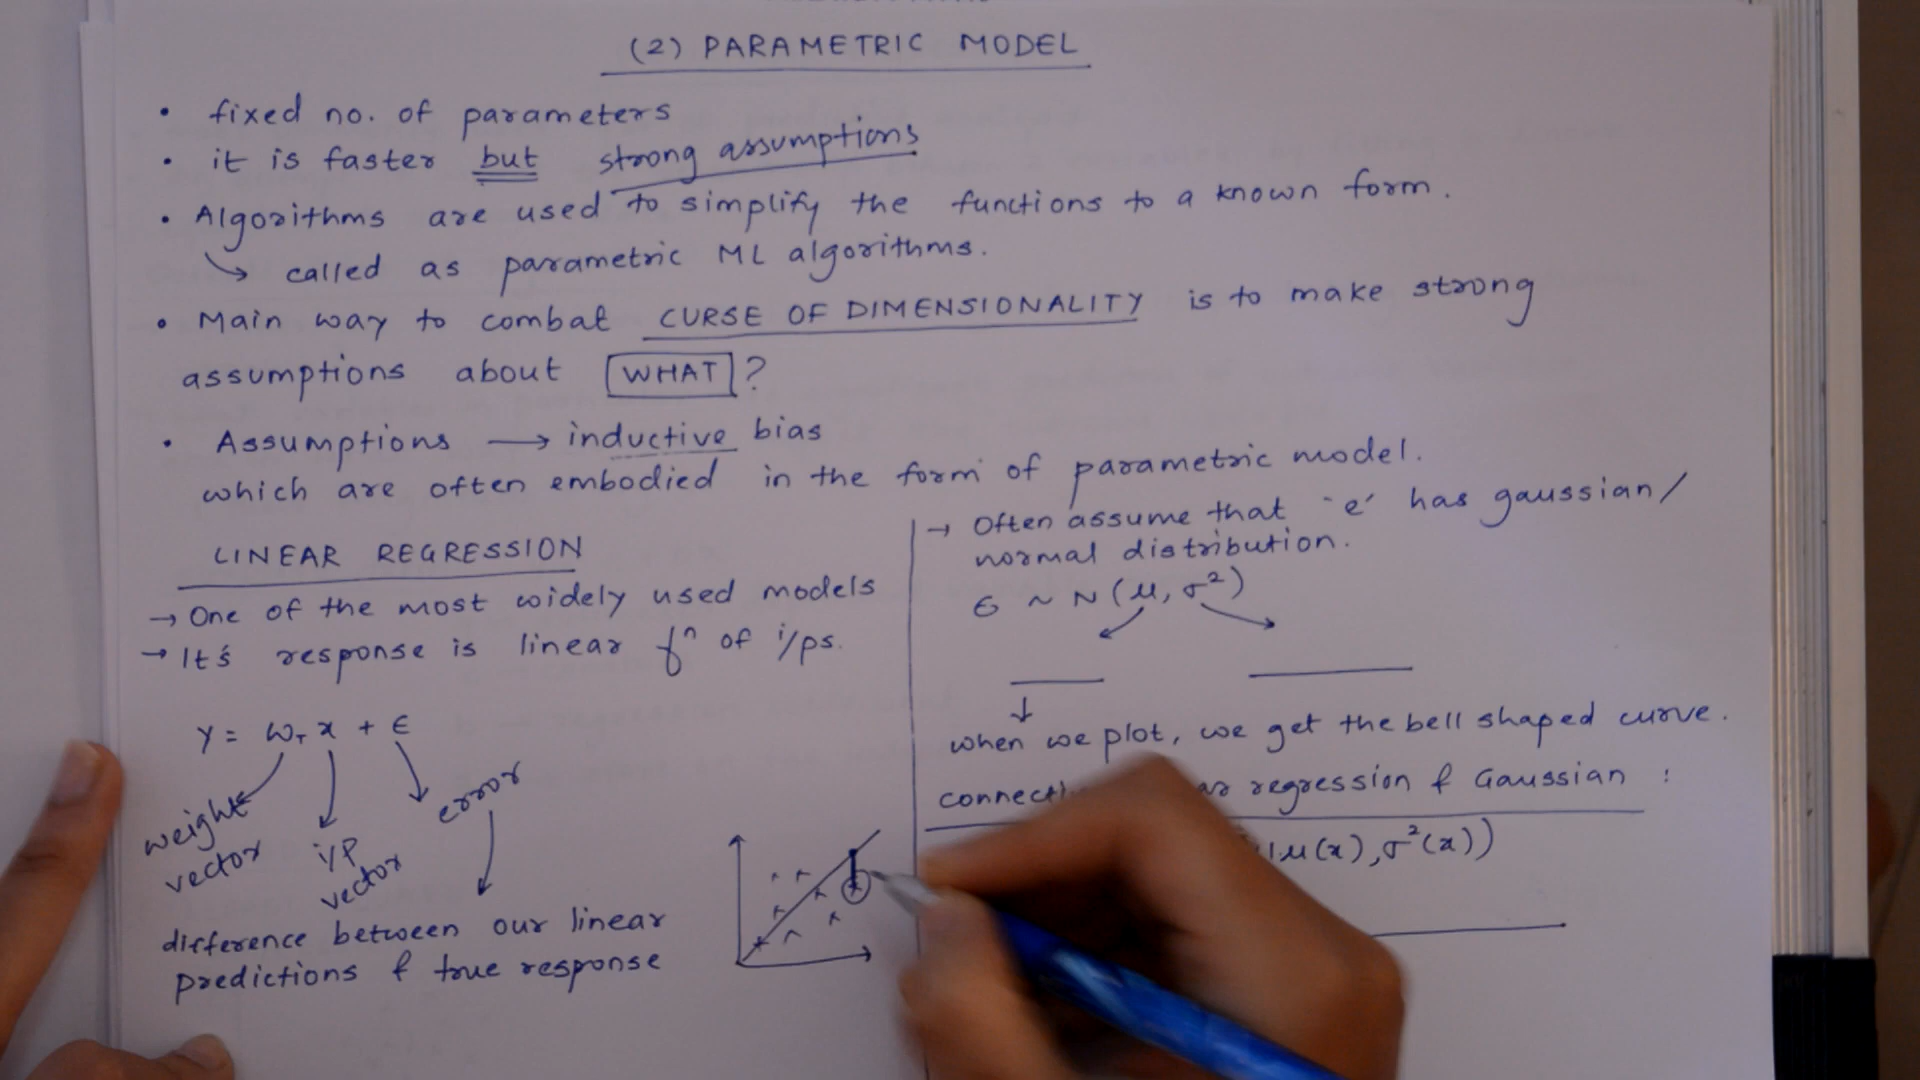 (2) PARAMETRIC MODEL
• fixed no. of parameters
• it is faster but strong assumptions
• Algorithms are used to simplify the functions to a known form.
↳ called as parametric ML algorithms.
• Main way to combat CURSE OF DIMENSIONALITY is to make strong
assumptions about WHAT ?
• Assumptions → inductive bias
which are often embodied in the form of parametric model.
LINEAR REGRESSION
→ One of the most widely used models
→ It's response is linear fⁿ of i/ps.
Y = ω_T x + ϵ
weight
vector
i/p
vector
error
difference between our linear
predictions & true response
→ Often assume that 'e' has gaussian/
normal distribution.
ϵ ~ N (μ, σ²)
↓
when we plot, we get the bell shaped curve.
regression & Gaussian :
μ(x), σ²(x))